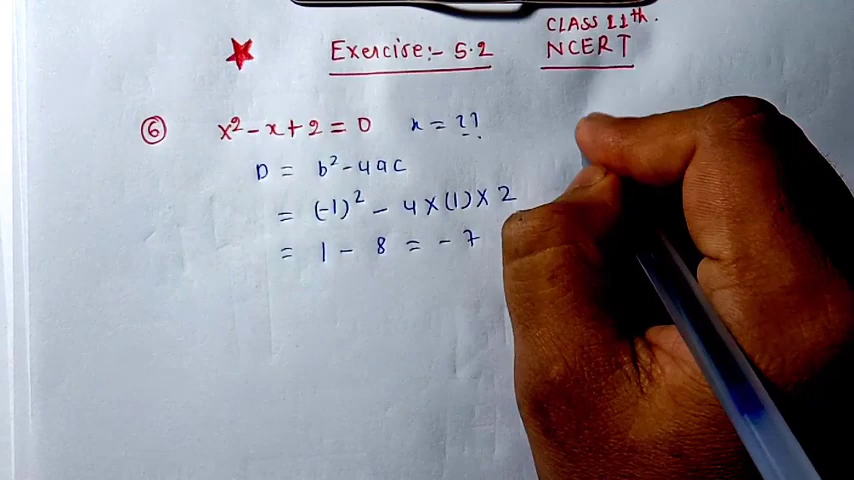 CLASS 11th.
Exercise:- 5.2 NCERT
⑥ x² - x + 2 = 0 x = ??
D = b² - 4ac
= (-1)² - 4 × (1) × 2
= 1 - 8 = - 7